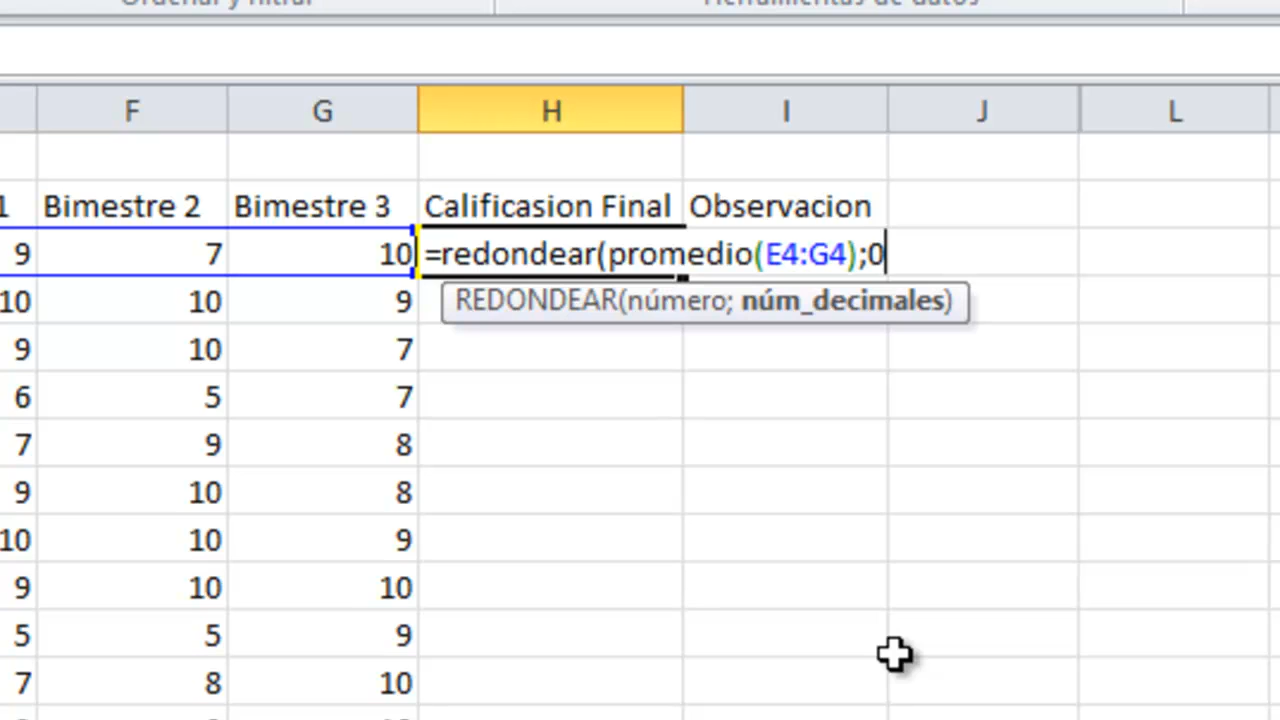 Ordenar y filtrar Herramientas de datos
F G H I J L
1 Bimestre 2 Bimestre 3 Calificasion Final Observacion
9 7 10 =redondear(promedio(E4:G4);0
REDONDEAR(número; núm_decimales)
10 10 9
9 10 7
6 5 7
7 9 8
9 10 8
10 10 9
9 10 10
5 5 9
7 8 10